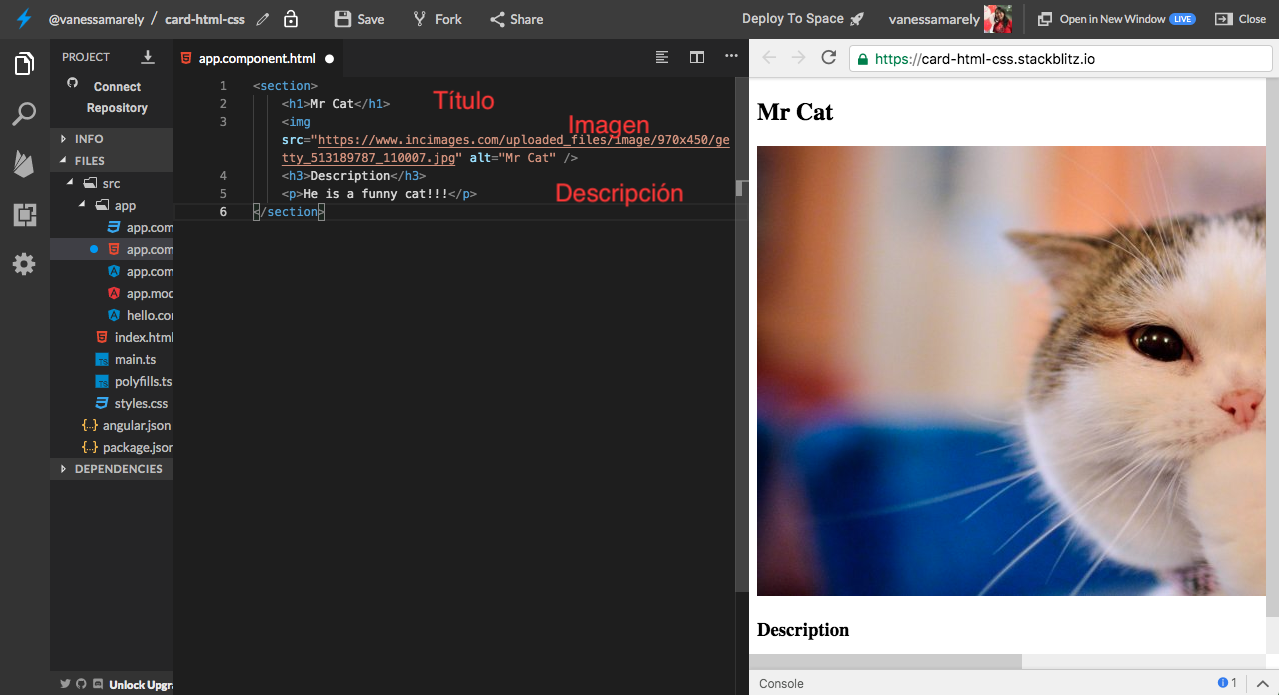 @vanessamarely / card-html-css Save Fork Share Deploy To Space vanessamarely Open in New Window LIVE Close
PROJECT
Connect
Repository
INFO
FILES
src
app
app.com
app.com
app.com
app.mod
hello.co
index.html
main.ts
polyfills.ts
styles.css
angular.json
package.json
DEPENDENCIES
Unlock Upgr
app.component.html
1 <section>
2 <h1>Mr Cat</h1>
Título
3 <img
Imagen
src="https://www.incimages.com/uploaded_files/image/970x450/ge
tty_513189787_110007.jpg" alt="Mr Cat" />
4 <h3>Description</h3>
5 <p>He is a funny cat!!!</p>
Descripción
6 </section>
https://card-html-css.stackblitz.io
Mr Cat
Description
Console 1